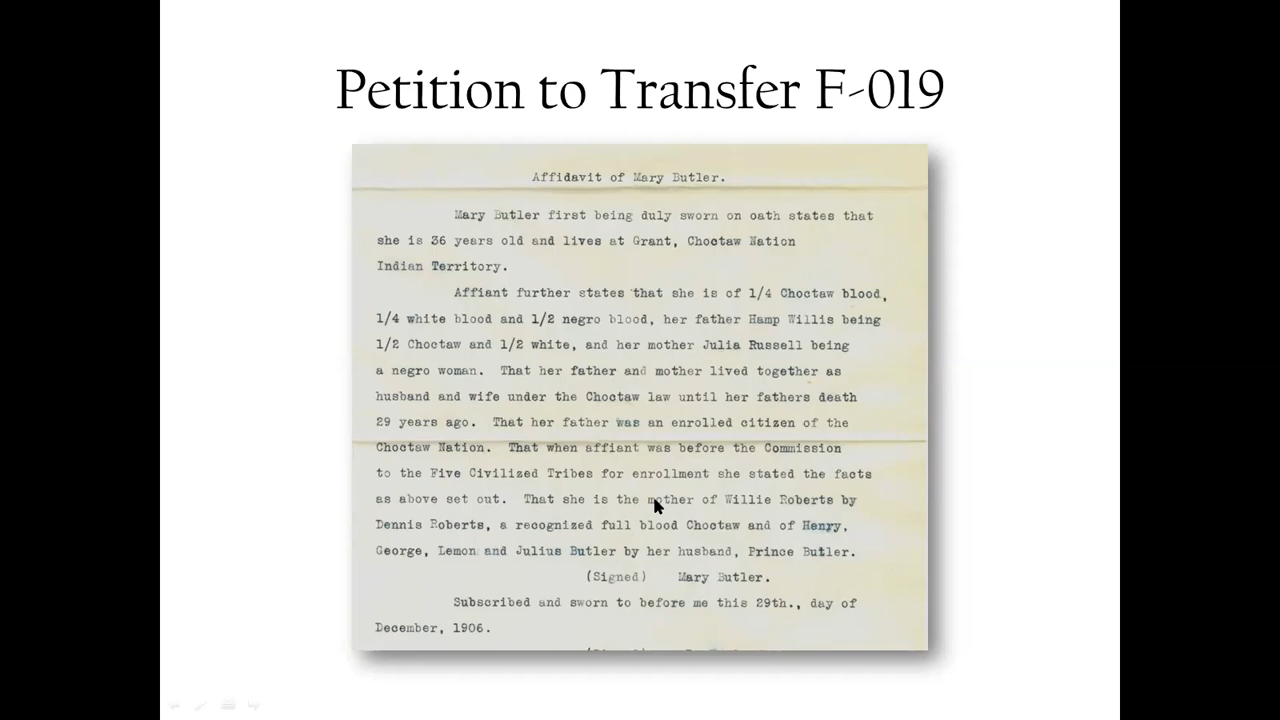 Petition to Transfer F-019
Affidavit of Mary Butler.
Mary Butler first being duly sworn on oath states that
she is 36 years old and lives at Grant, Choctaw Nation
Indian Territory.
Affiant further states that she is of 1/4 Choctaw blood,
1/4 white blood and 1/2 negro blood, her father Hamp Willis being
1/2 Choctaw and 1/2 white, and her mother Julia Russell being
a negro woman. That her father and mother lived together as
husband and wife under the Choctaw law until her fathers death
29 years ago. That her father was an enrolled citizen of the
Choctaw Nation. That when affiant was before the Commission
to the Five Civilized Tribes for enrollment she stated the facts
as above set out. That she is the mother of Willie Roberts by
Dennis Roberts, a recognized full blood Choctaw and of Henry,
George, Lemon and Julius Butler by her husband, Prince Butler.
(Signed) Mary Butler.
Subscribed and sworn to before me this 29th., day of
December, 1906.